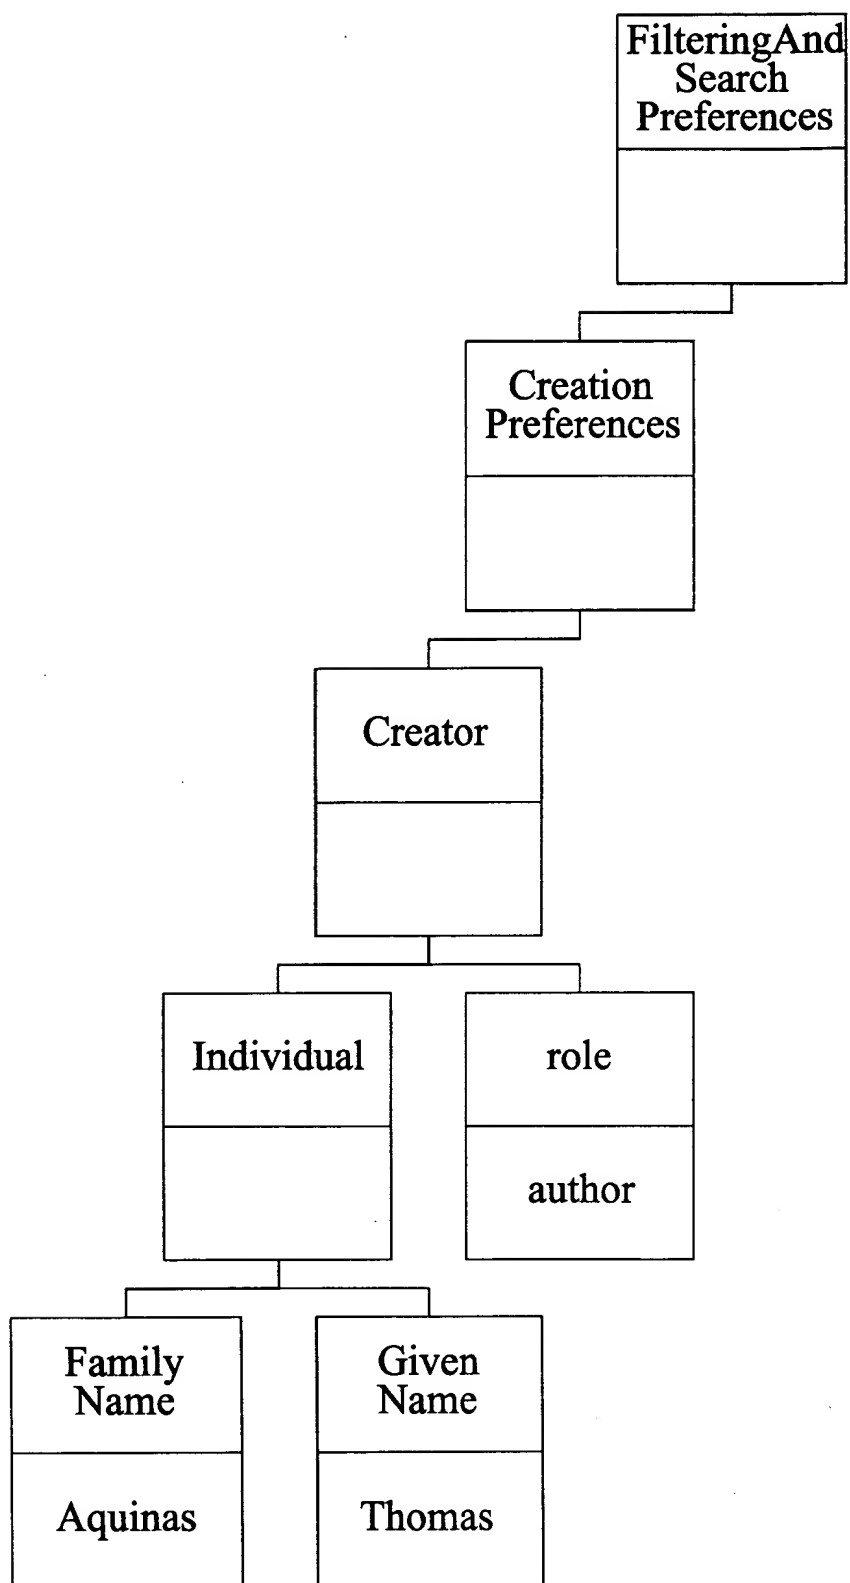 FilteringAnd
Search
Preferences
Creation
Preferences
Creator
Individual
role
author
Family
Name
Given
Name
Aquinas
Thomas